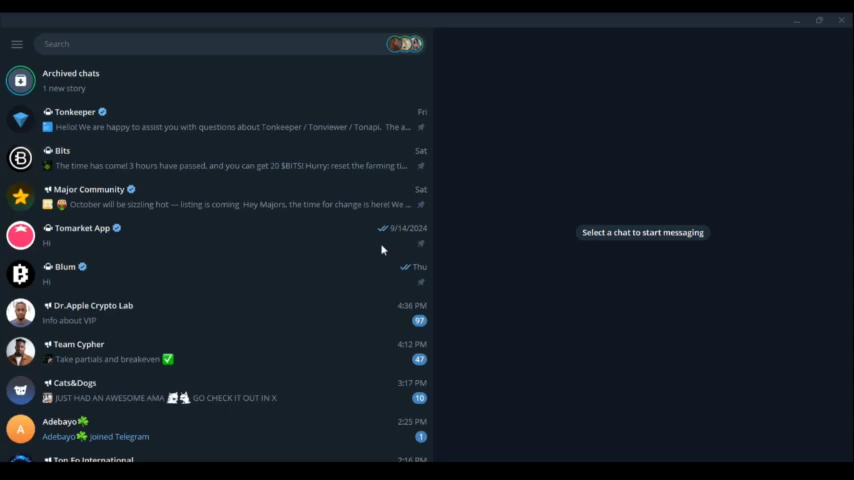 Search
Archived chats
1 new story
Tonkeeper
Fri
Hello! We are happy to assist you with questions about Tonkeeper / Tonviewer / Tonapi. The a...
Bits
Sat
The time has come! 3 hours have passed, and you can get 20 $BITS! Hurry: reset the farming ti...
Major Community
Sat
October will be sizzling hot — listing is coming Hey Majors, the time for change is here! We ...
Tomarket App
9/14/2024
Hi
Blum
Thu
Hi
Dr.Apple Crypto Lab
4:36 PM
Info about VIP
97
Team Cypher
4:12 PM
Take partials and breakeven ✅
47
Cats&Dogs
3:17 PM
JUST HAD AN AWESOME AMA GO CHECK IT OUT IN X
10
A
Adebayo☘️
2:25 PM
Adebayo☘️ joined Telegram
1
Top Fo International
2:16 PM
Select a chat to start messaging